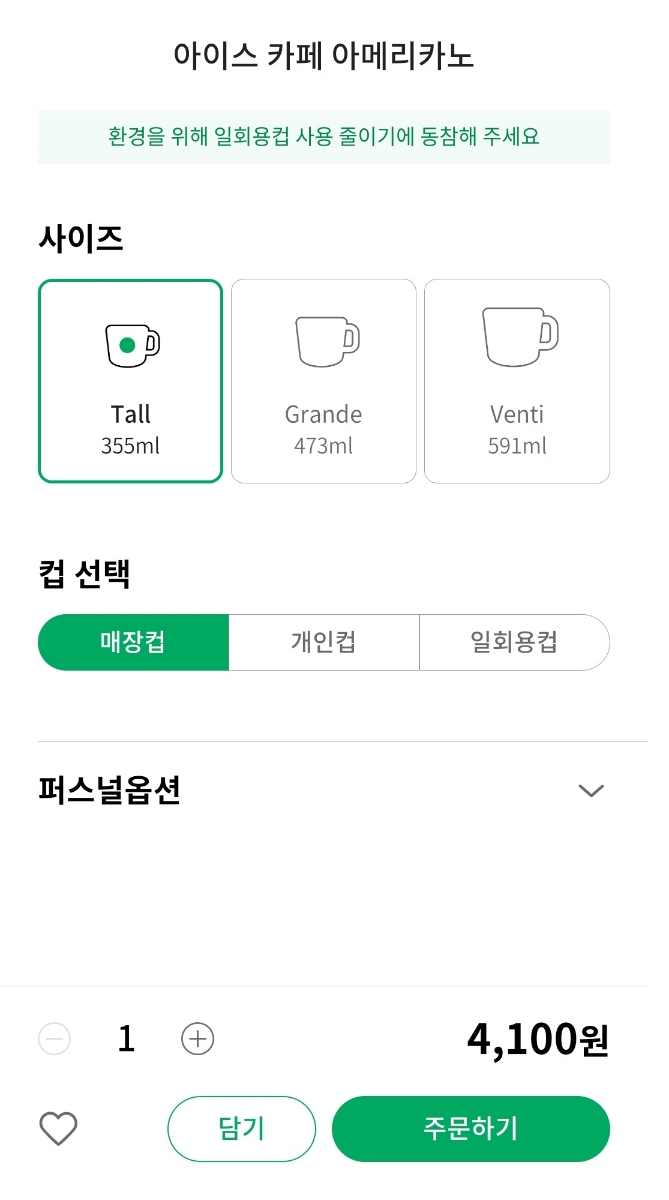 아이스 카페 아메리카노
환경을 위해 일회용컵 사용 줄이기에 동참해 주세요
사이즈
Tall
355ml
Grande
473ml
Venti
591ml
컵 선택
매장컵 개인컵 일회용컵
퍼스널옵션
1 4,100원
담기 주문하기